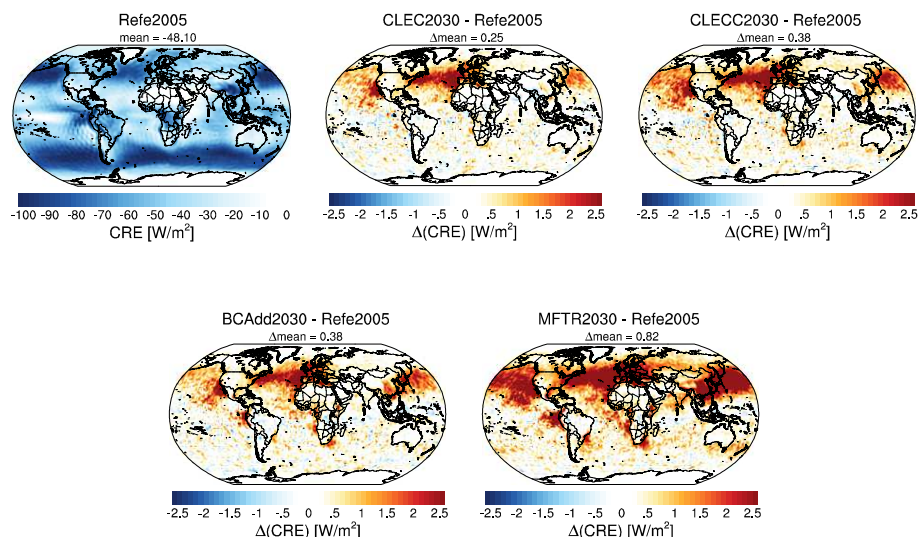 Refe2005
mean = -48.10
-100 -90 -80 -70 -60 -50 -40 -30 -20 -10 0
CRE [W/m²]
CLEC2030 - Refe2005
Δmean = 0.25
-2.5 -2 -1.5 -1 -.5 0 .5 1 1.5 2 2.5
Δ(CRE) [W/m²]
CLECC2030 - Refe2005
Δmean = 0.38
-2.5 -2 -1.5 -1 -.5 0 .5 1 1.5 2 2.5
Δ(CRE) [W/m²]
BCAdd2030 - Refe2005
Δmean = 0.38
-2.5 -2 -1.5 -1 -.5 0 .5 1 1.5 2 2.5
Δ(CRE) [W/m²]
MFTR2030 - Refe2005
Δmean = 0.82
-2.5 -2 -1.5 -1 -.5 0 .5 1 1.5 2 2.5
Δ(CRE) [W/m²]